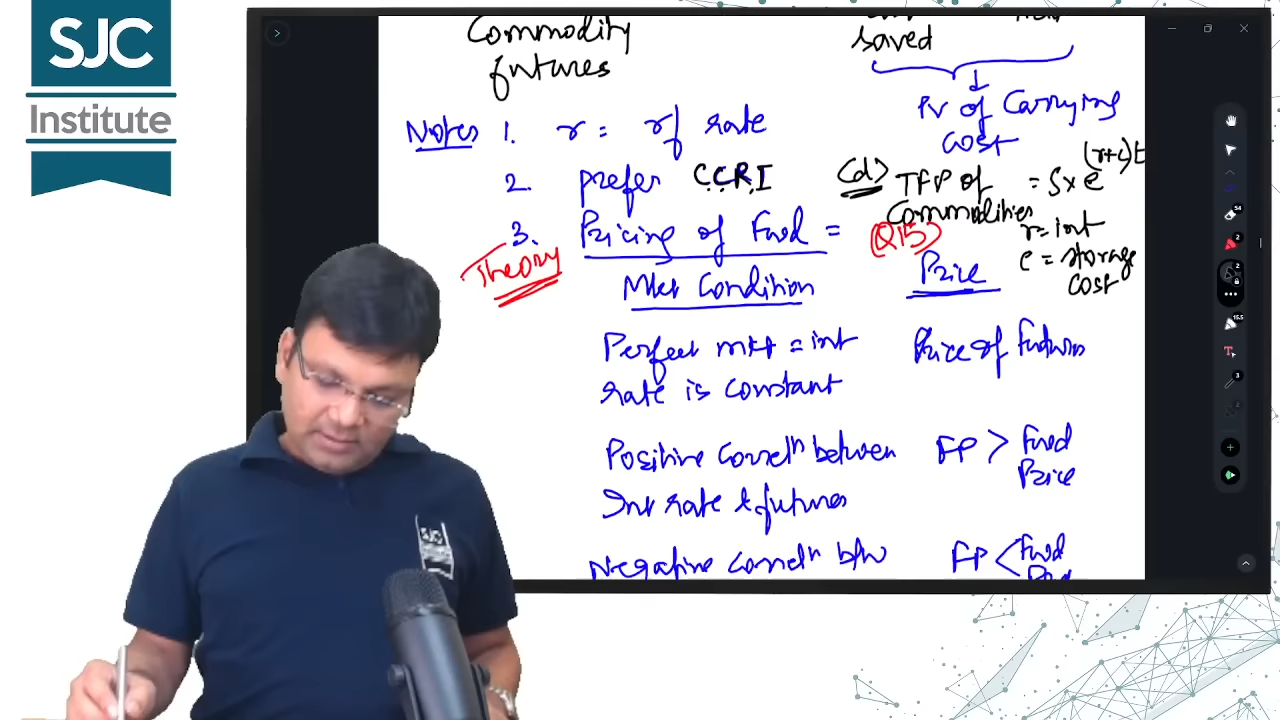 SJC
Institute
Commodity
futures
saved
PV of Carrying
Cost
Notes 1. r = rf rate
2. prefer CCRI
(d) TFP of = S x e^(r+c)t
Commodities
r = int
c = storage
cost
3. Pricing of Fwd =
(Q15)
Theory
Mkt Condition
Price
Perfect mkt = int
rate is constant
Price of Futures
Positive Correlⁿ between
Int rate & futures
FP > Fwd
Price
Negative Correlⁿ b/w
FP < Fwd
SJC